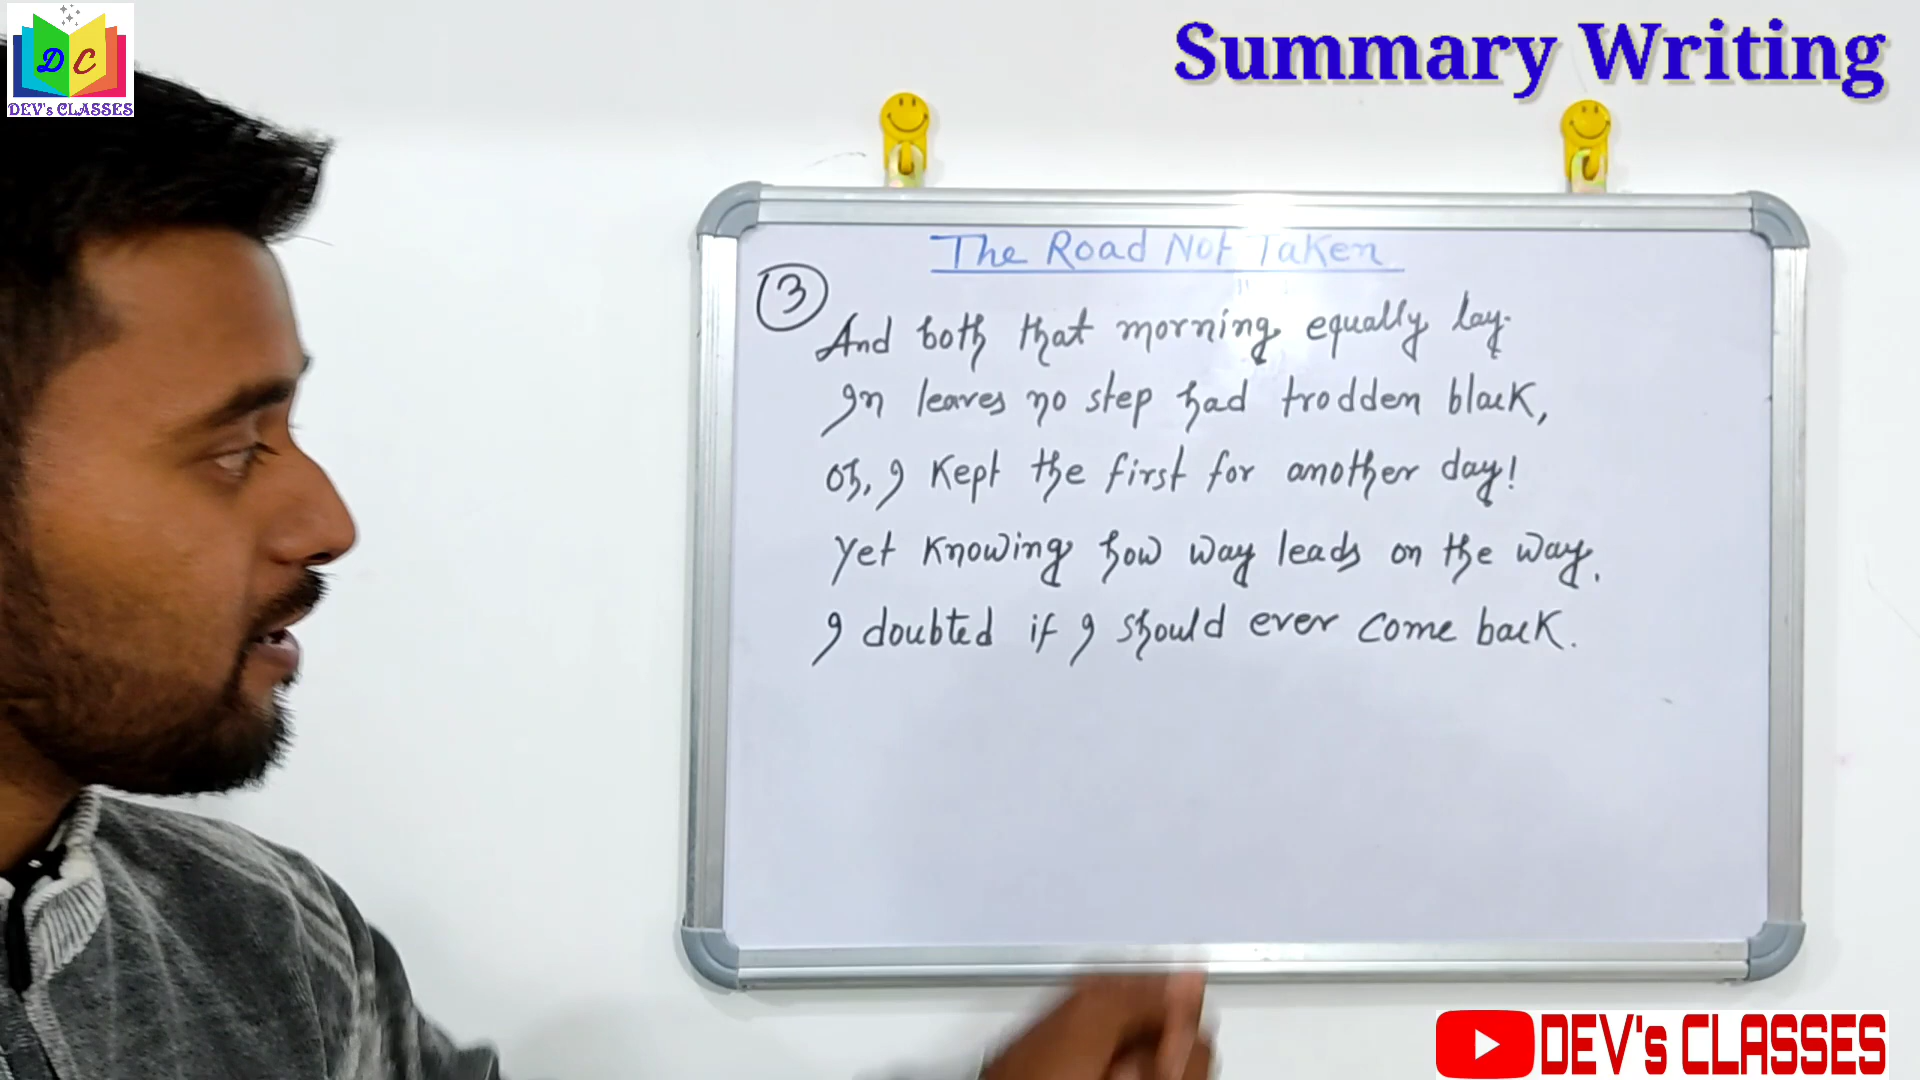 DC
DEV's CLASSES
Summary Writing
The Road Not Taken
3
And both that morning equally lay.
In leaves no step had trodden black,
Oh, I kept the first for another day!
Yet knowing how way leads on the way,
I doubted if I should ever come back.
DEV's CLASSES